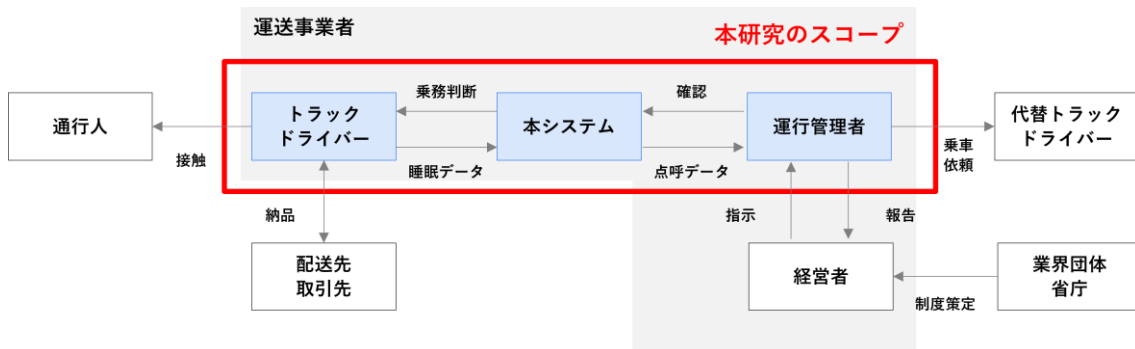 運送事業者
本研究のスコープ
通行人
接触
トラック
ドライバー
乗務判断
睡眠データ
本システム
確認
点呼データ
運行管理者
乗車
依頼
代替トラック
ドライバー
納品
指示
報告
配送先
取引先
経営者
制度策定
業界団体
省庁